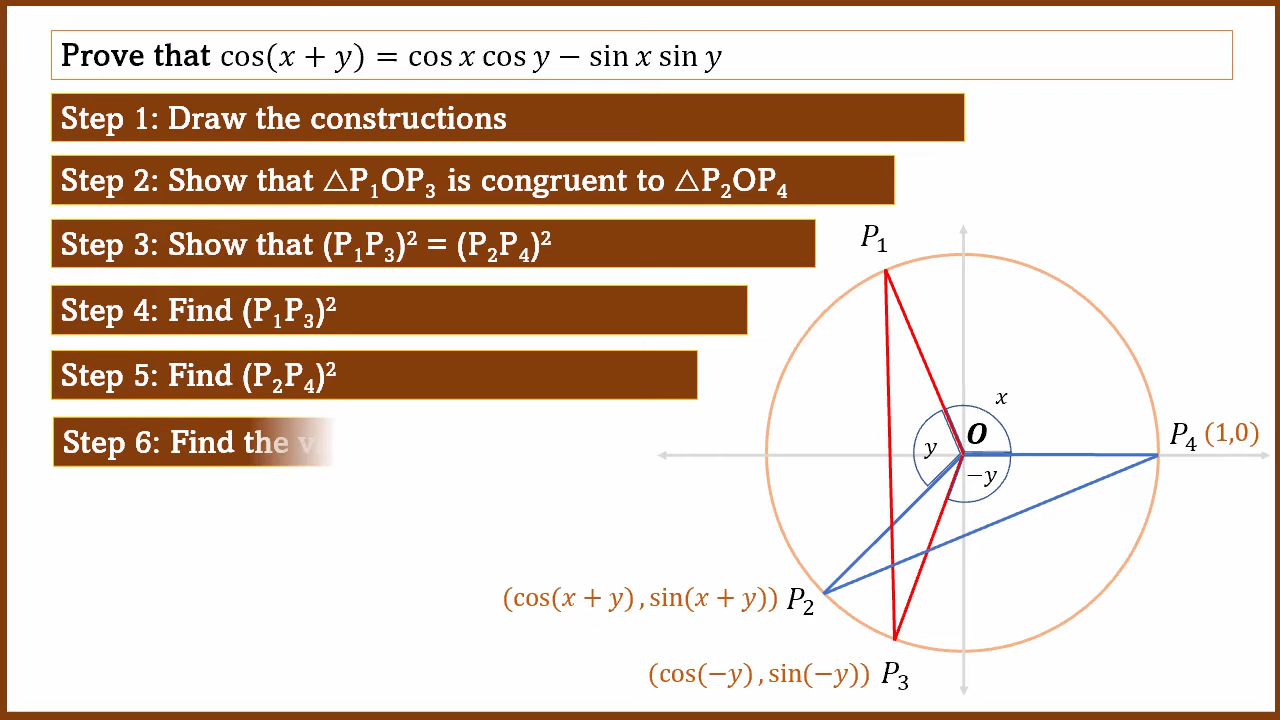 Prove that cos(x + y) = cos x cos y − sin x sin y
Step 1: Draw the constructions
Step 2: Show that △P₁OP₃ is congruent to △P₂OP₄
Step 3: Show that (P₁P₃)² = (P₂P₄)²
Step 4: Find (P₁P₃)²
Step 5: Find (P₂P₄)²
Step 6: Find the
P₁
x
O
y
−y
P₄ (1,0)
(cos(x + y) , sin(x + y)) P₂
(cos(−y) , sin(−y)) P₃